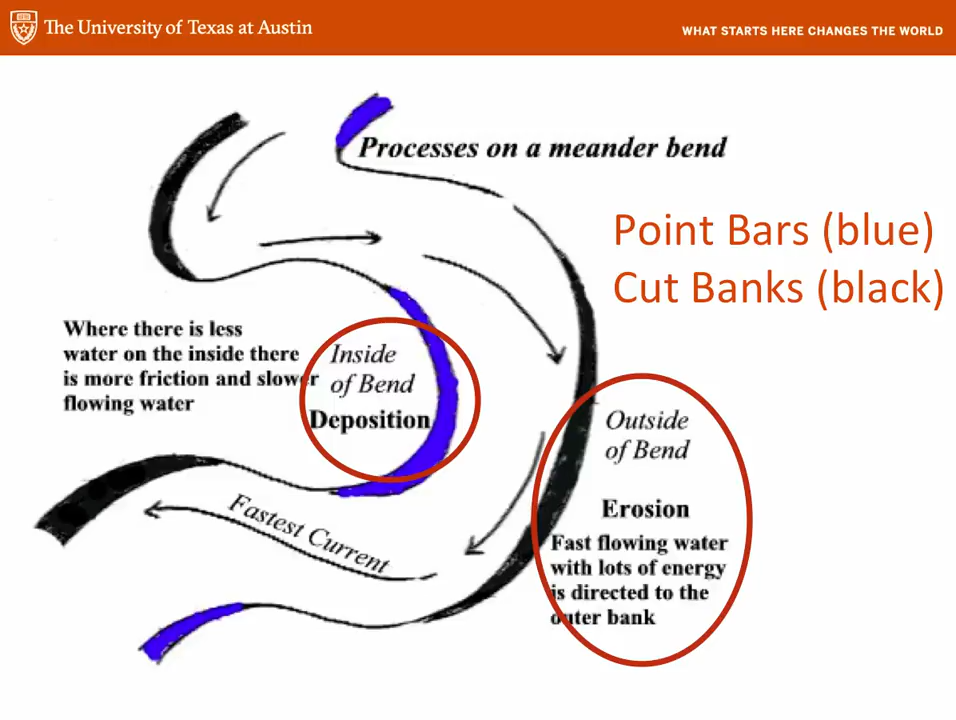 The University of Texas at Austin
WHAT STARTS HERE CHANGES THE WORLD
Processes on a meander bend
Point Bars (blue)
Cut Banks (black)
Where there is less
water on the inside there
is more friction and slower
flowing water
Inside
of Bend
Deposition
Outside
of Bend
Erosion
Fast flowing water
with lots of energy
is directed to the
outer bank
Fastest Current